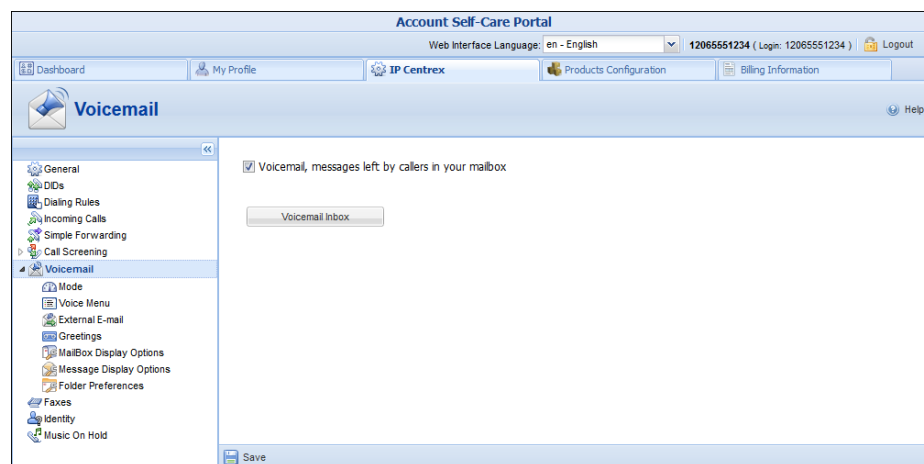 Account Self-Care Portal
Web Interface Language: en - English 12065551234 ( Login: 12065551234 ) Logout
Dashboard My Profile IP Centrex Products Configuration Billing Information
Voicemail Help
General
DIDs
Dialing Rules
Incoming Calls
Simple Forwarding
Call Screening
Voicemail
Mode
Voice Menu
External E-mail
Greetings
MailBox Display Options
Message Display Options
Folder Preferences
Faxes
Identity
Music On Hold
Voicemail, messages left by callers in your mailbox
Voicemail Inbox
Save